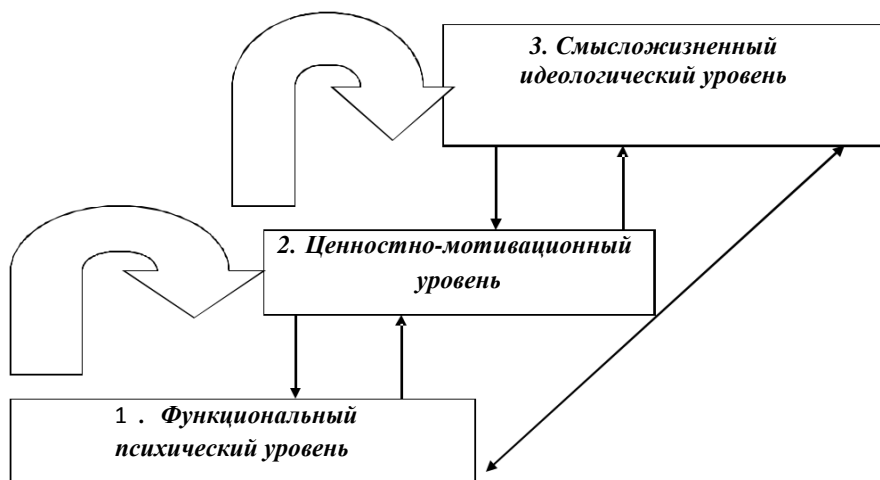 3. Смысложизненный
идеологический уровень
2. Ценностно-мотивационный
уровень
1 . Функциональный
психический уровень